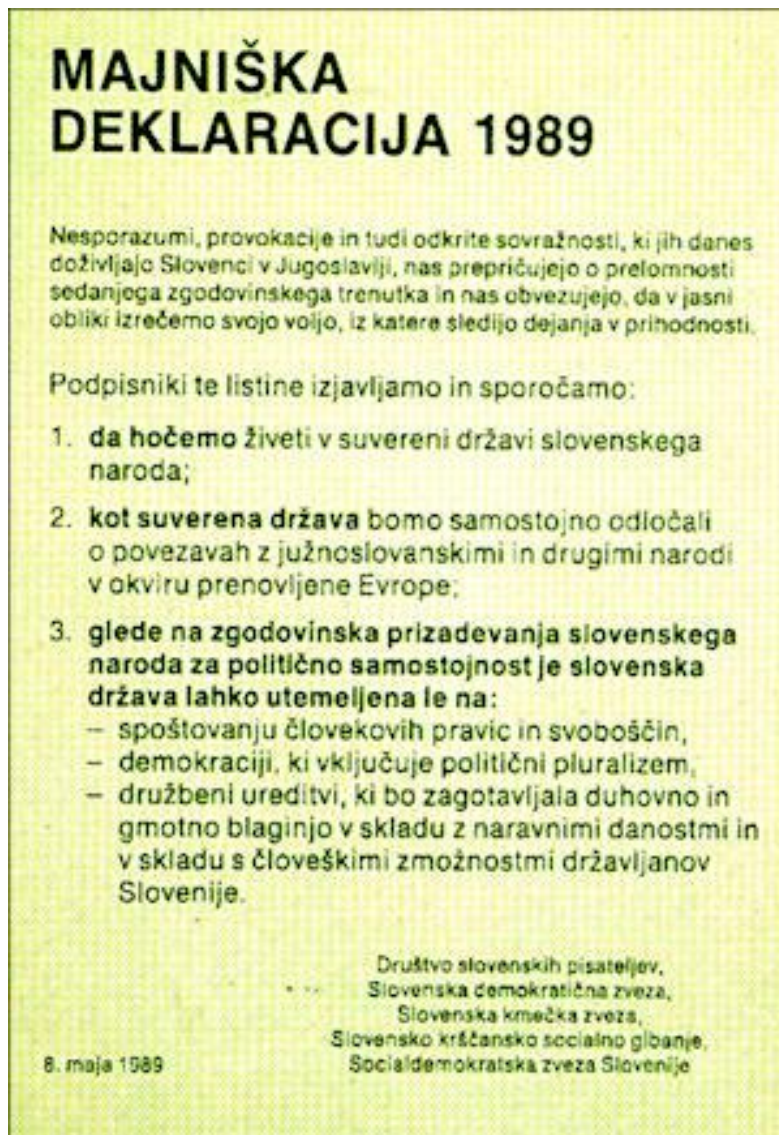 MAJNIŠKA
DEKLARACIJA 1989
Nesporazumi, provokacije in tudi odkrite sovražnosti, ki jih danes
doživljajo Slovenci v Jugoslaviji, nas prepričujejo o prelomnosti
sedanjega zgodovinskega trenutka in nas obvezujejo, da v jasni
obliki izrečemo svojo voljo, iz katere sledijo dejanja v prihodnosti.
Podpisniki te listine izjavljamo in sporočamo:
1. da hočemo živeti v suvereni državi slovenskega
naroda;
2. kot suverena država bomo samostojno odločali
o povezavah z južnoslovanskimi in drugimi narodi
v okviru prenovljene Evrope;
3. glede na zgodovinska prizadevanja slovenskega
naroda za politično samostojnost je slovenska
država lahko utemeljena le na:
– spoštovanju človekovih pravic in svoboščin,
– demokraciji, ki vključuje politični pluralizem,
– družbeni ureditvi, ki bo zagotavljala duhovno in
gmotno blaginjo v skladu z naravnimi danostmi in
v skladu s človeškimi zmožnostmi državljanov
Slovenije.
Društvo slovenskih pisateljev,
Slovenska demokratična zveza,
Slovenska kmečka zveza,
Slovensko krščansko socialno gibanje,
8. maja 1989 Socialdemokratska zveza Slovenije